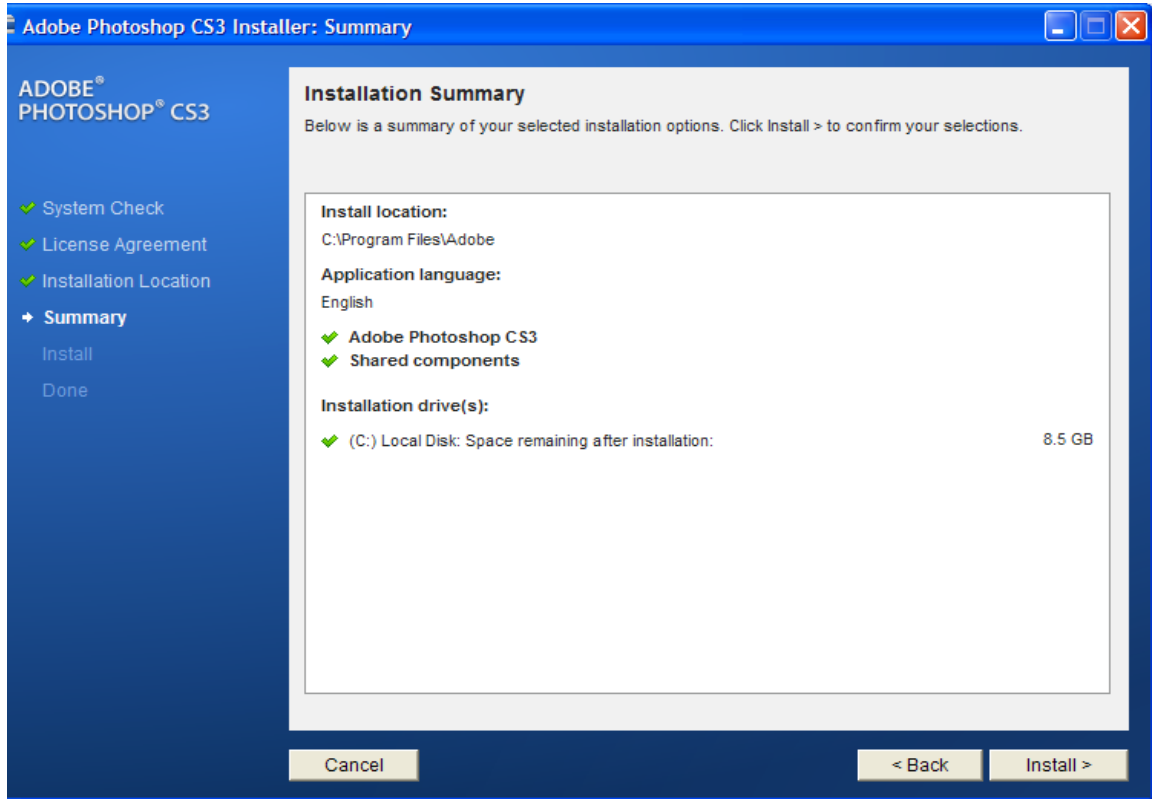 Adobe Photoshop CS3 Installer: Summary
ADOBE®
PHOTOSHOP® CS3
System Check
License Agreement
Installation Location
Summary
Install
Done
Installation Summary
Below is a summary of your selected installation options. Click Install > to confirm your selections.
Install location:
C:\Program Files\Adobe
Application language:
English
Adobe Photoshop CS3
Shared components
Installation drive(s):
(C:) Local Disk: Space remaining after installation: 8.5 GB
Cancel
< Back
Install >